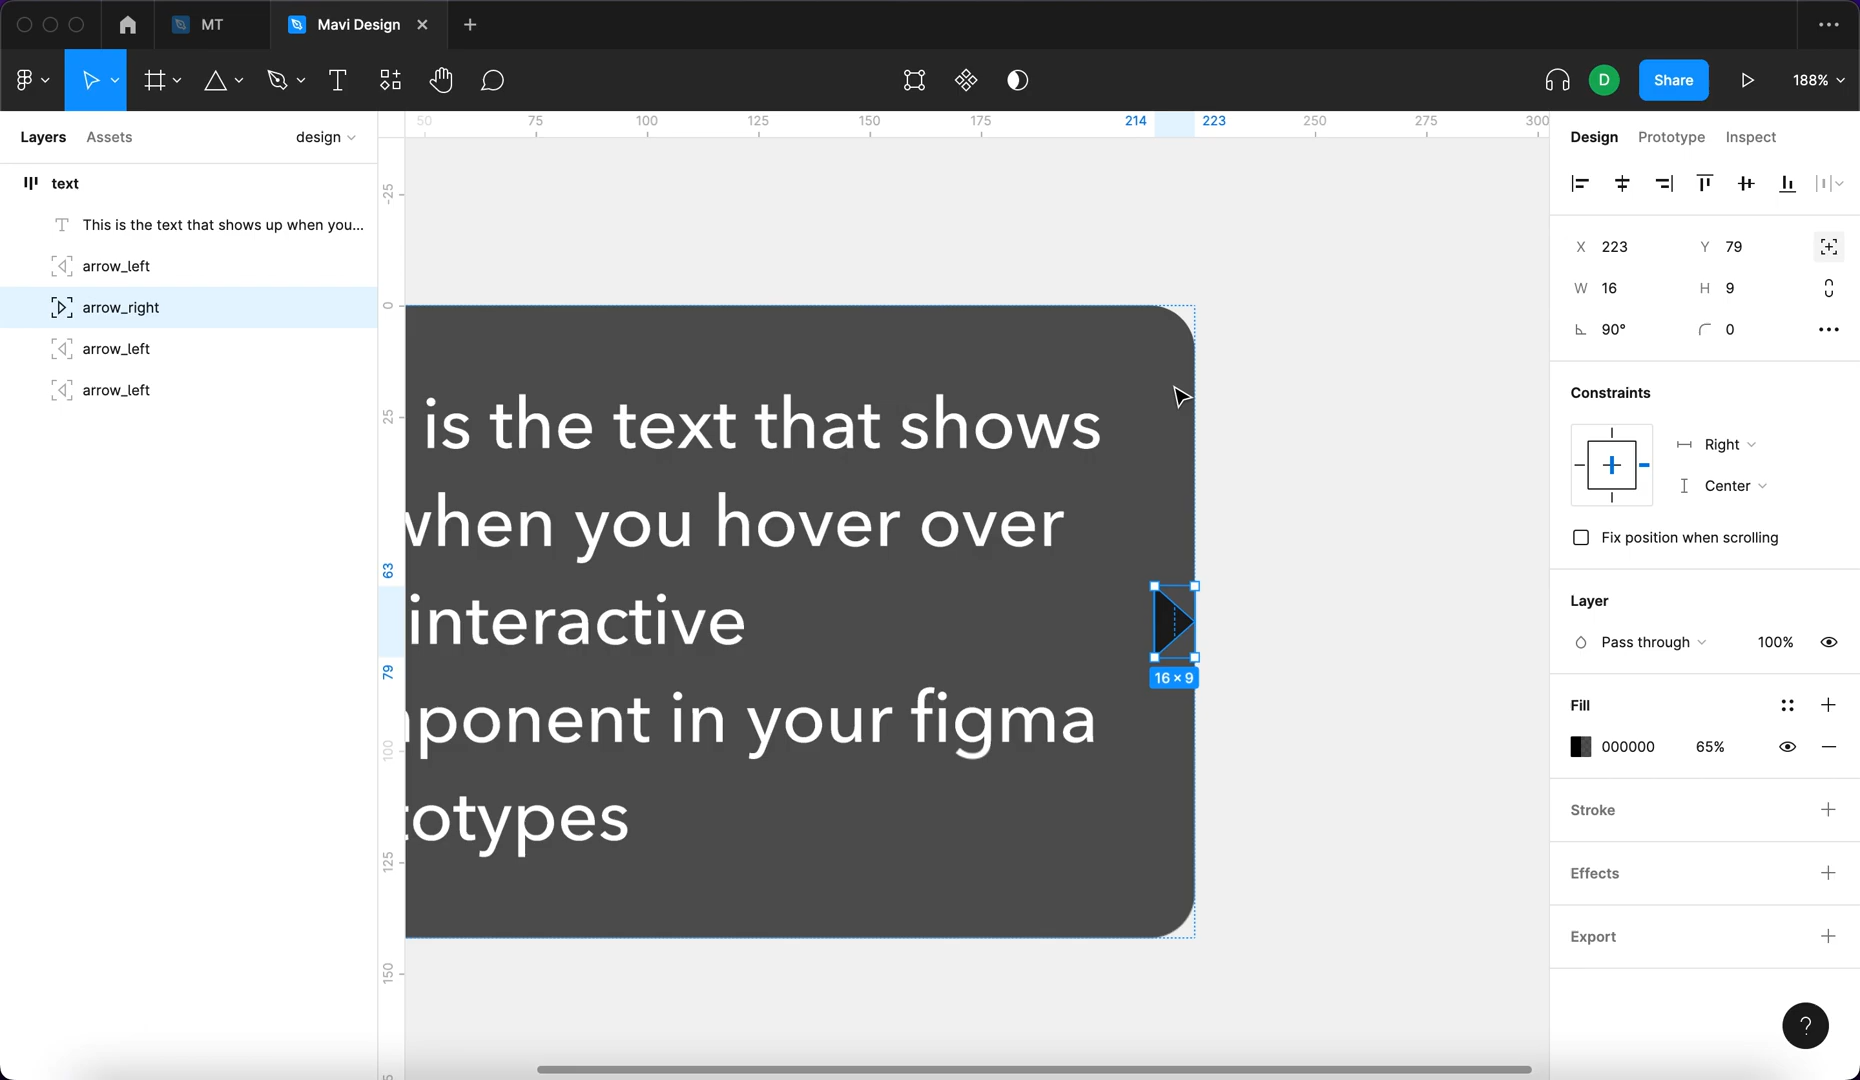 MT
Mavi Design
Share
188%
D
Layers
Assets
design
text
This is the text that shows up when you...
arrow_left
arrow_right
arrow_left
arrow_left
50
75
100
125
150
175
214
223
250
275
300
-25
0
25
63
79
100
125
150
is the text that shows
when you hover over
interactive
ponent in your figma
totypes
16 × 9
Design
Prototype
Inspect
X 223
Y 79
W 16
H 9
90°
0
Constraints
Right
Center
Fix position when scrolling
Layer
Pass through
100%
Fill
000000
65%
Stroke
Effects
Export
?